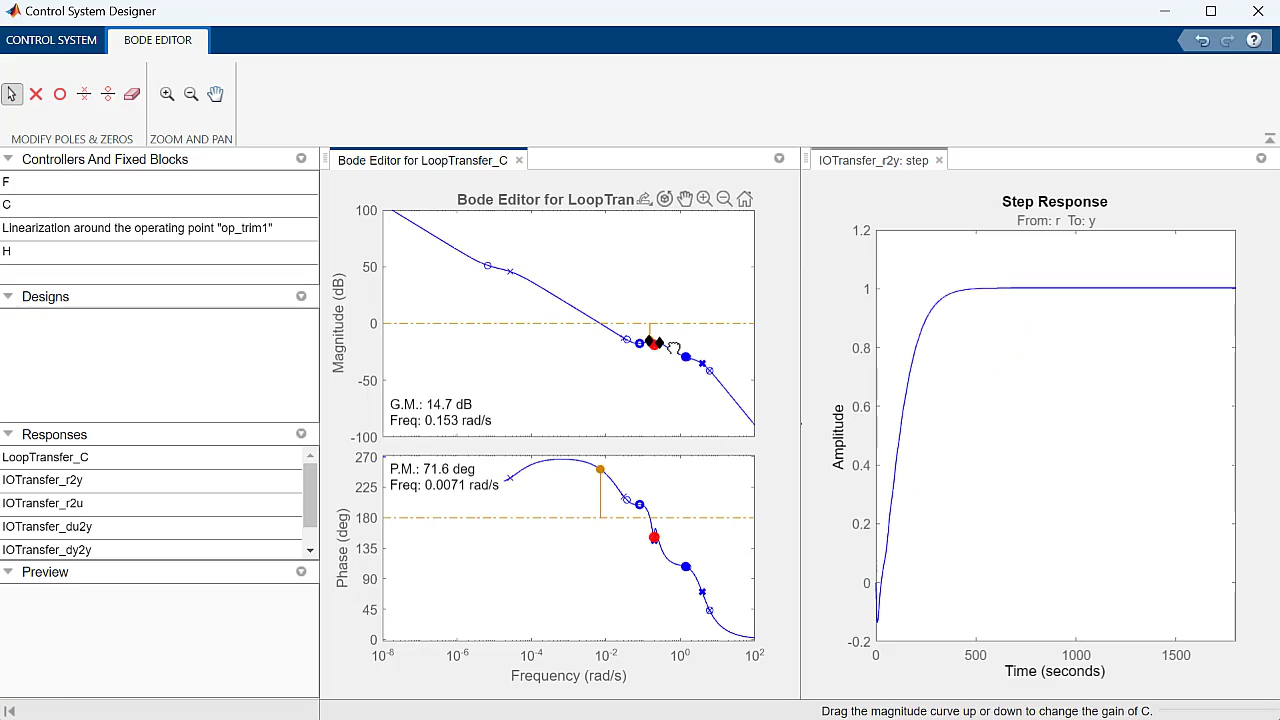 Control System Designer
CONTROL SYSTEM
BODE EDITOR
MODIFY POLES & ZEROS
ZOOM AND PAN
Controllers And Fixed Blocks
F
C
Linearization around the operating point "op_trim1"
H
Designs
Responses
LoopTransfer_C
IOTransfer_r2y
IOTransfer_r2u
IOTransfer_du2y
IOTransfer_dy2y
Preview
Bode Editor for LoopTransfer_C
Bode Editor for LoopTran
Magnitude (dB)
100
50
0
-50
-100
G.M.: 14.7 dB
Freq: 0.153 rad/s
Phase (deg)
270
225
180
135
90
45
0
P.M.: 71.6 deg
Freq: 0.0071 rad/s
10-8
10-6
10-4
10-2
100
102
Frequency (rad/s)
IOTransfer_r2y: step
Step Response
From: r To: y
Amplitude
1.2
1
0.8
0.6
0.4
0.2
0
-0.2
0
500
1000
1500
Time (seconds)
Drag the magnitude curve up or down to change the gain of C.